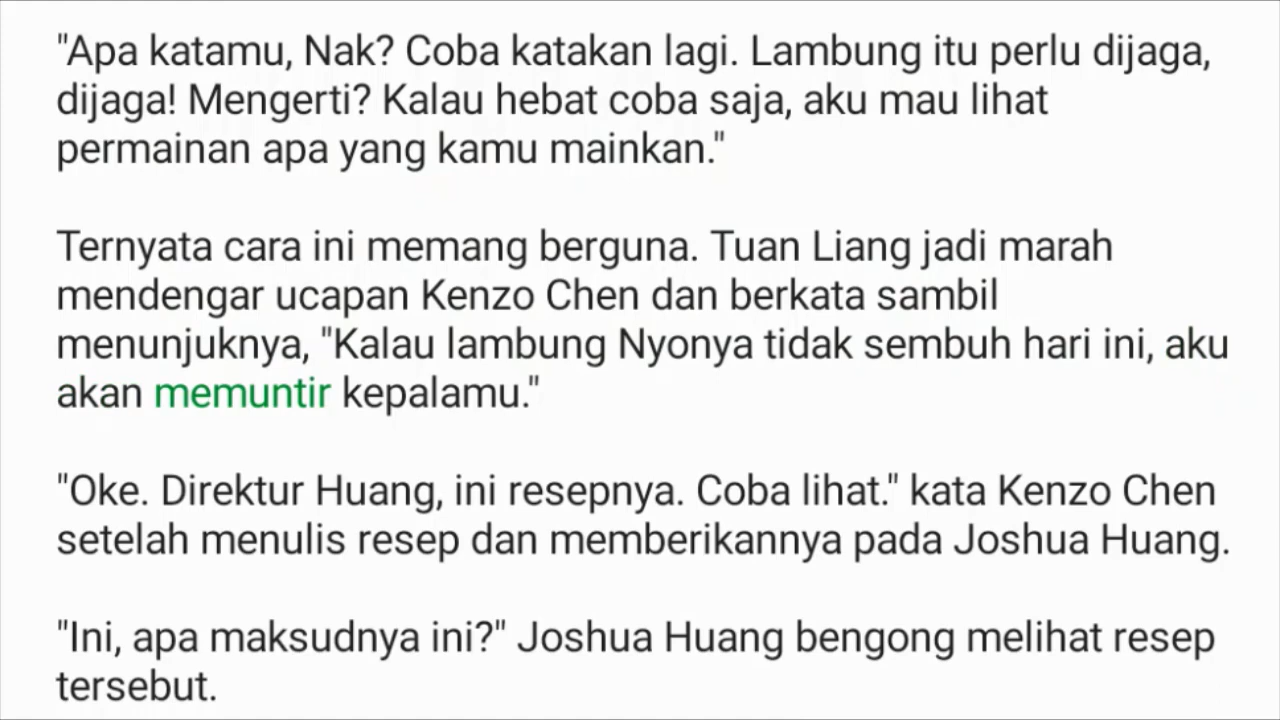 "Apa katamu, Nak? Coba katakan lagi. Lambung itu perlu dijaga,
dijaga! Mengerti? Kalau hebat coba saja, aku mau lihat
permainan apa yang kamu mainkan."
Ternyata cara ini memang berguna. Tuan Liang jadi marah
mendengar ucapan Kenzo Chen dan berkata sambil
menunjuknya, "Kalau lambung Nyonya tidak sembuh hari ini, aku
akan memuntir kepalamu."
"Oke. Direktur Huang, ini resepnya. Coba lihat." kata Kenzo Chen
setelah menulis resep dan memberikannya pada Joshua Huang.
"Ini, apa maksudnya ini?" Joshua Huang bengong melihat resep
tersebut.